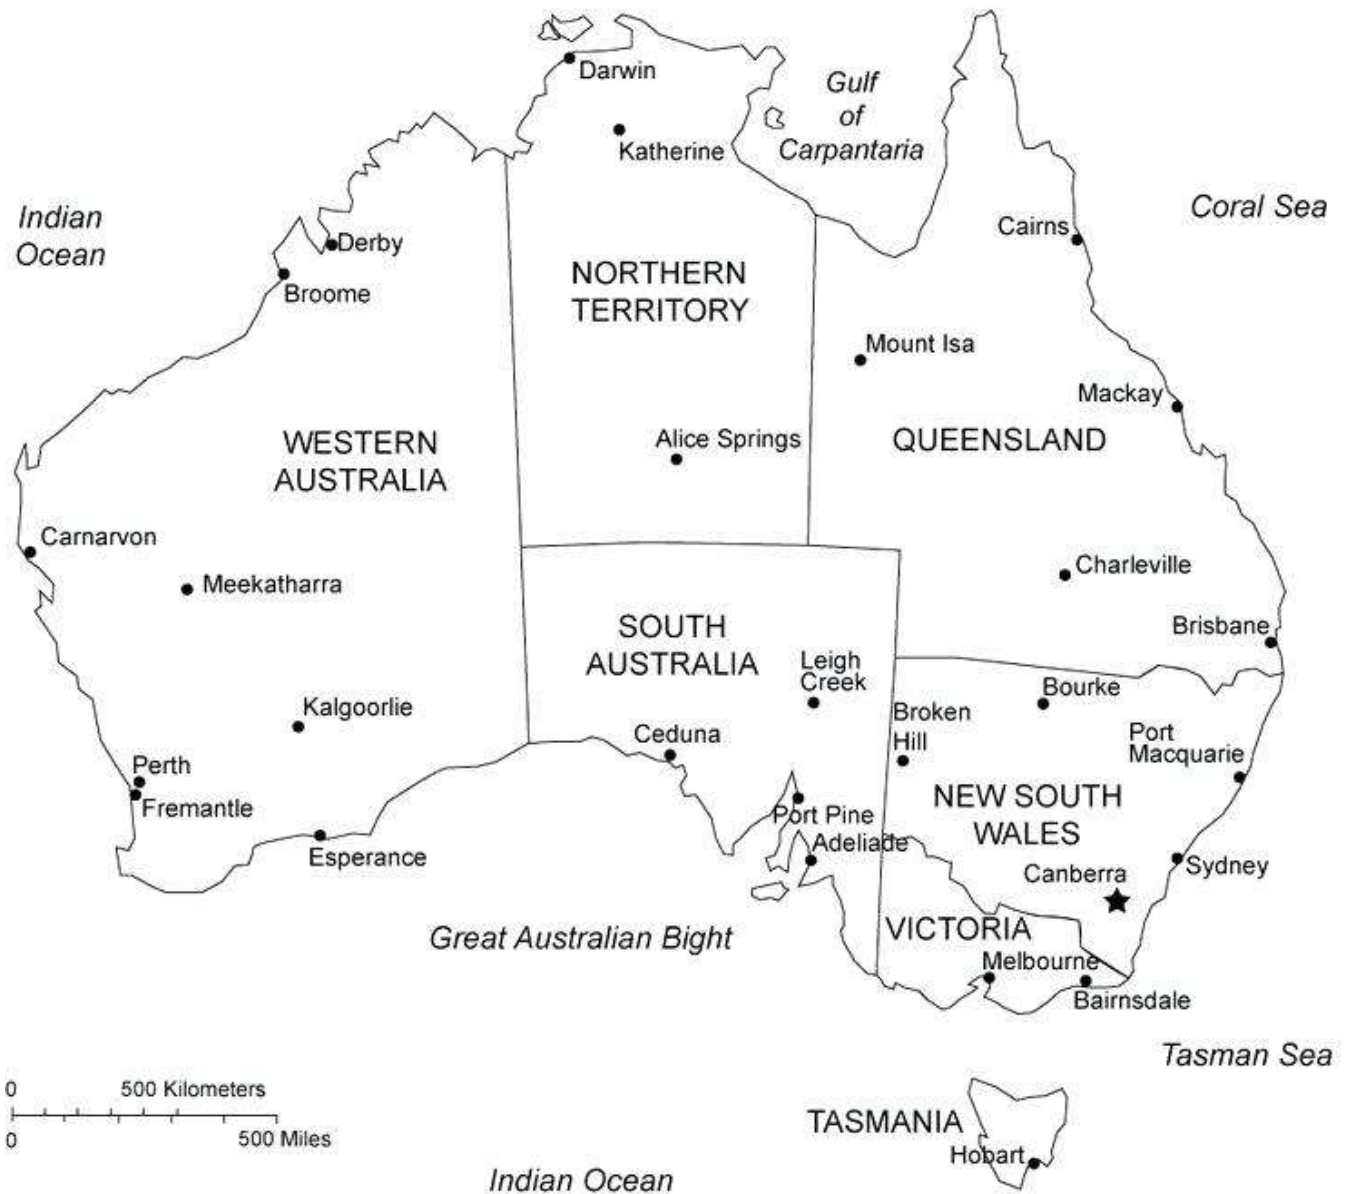 Darwin
Gulf
of
Carpantaria
Katherine
Indian
Ocean
Coral Sea
Cairns
Derby
Broome
NORTHERN
TERRITORY
Mount Isa
Mackay
WESTERN
AUSTRALIA
Alice Springs
QUEENSLAND
Carnarvon
Meekatharra
Charleville
SOUTH
AUSTRALIA
Brisbane
Leigh
Creek
Kalgoorlie
Ceduna
Broken
Hill
Bourke
Port
Macquarie
Perth
Fremantle
Port Pine
NEW SOUTH
WALES
Esperance
Adeliade
Canberra
Sydney
Great Australian Bight
VICTORIA
Melbourne
Bairnsdale
Tasman Sea
0 500 Kilometers
0 500 Miles
TASMANIA
Hobart
Indian Ocean